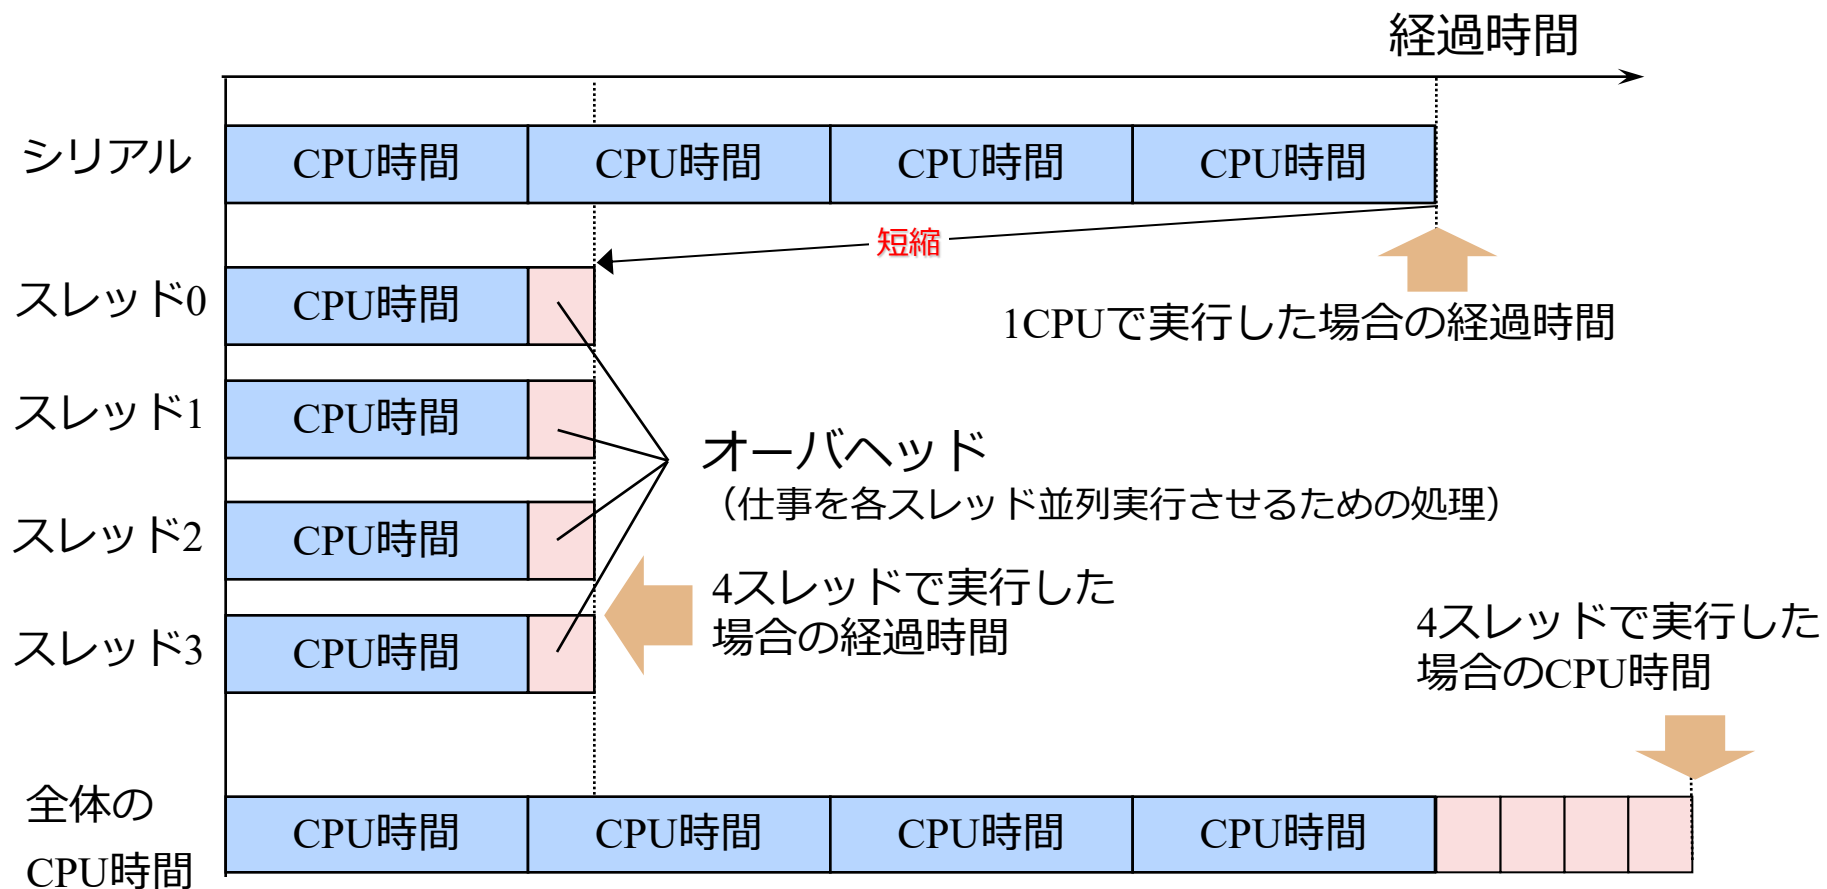 経過時間
シリアル
CPU時間 CPU時間 CPU時間 CPU時間
短縮
スレッド0
CPU時間
1CPUで実行した場合の経過時間
スレッド1
CPU時間
オーバヘッド
（仕事を各スレッド並列実行させるための処理）
スレッド2
CPU時間
4スレッドで実行した
場合の経過時間
スレッド3
CPU時間
4スレッドで実行した
場合のCPU時間
全体の
CPU時間
CPU時間 CPU時間 CPU時間 CPU時間